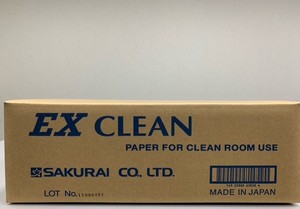 EX CLEAN
PAPER FOR CLEAN ROOM USE
SAKURAI CO., LTD.
LOT No.
MADE IN JAPAN